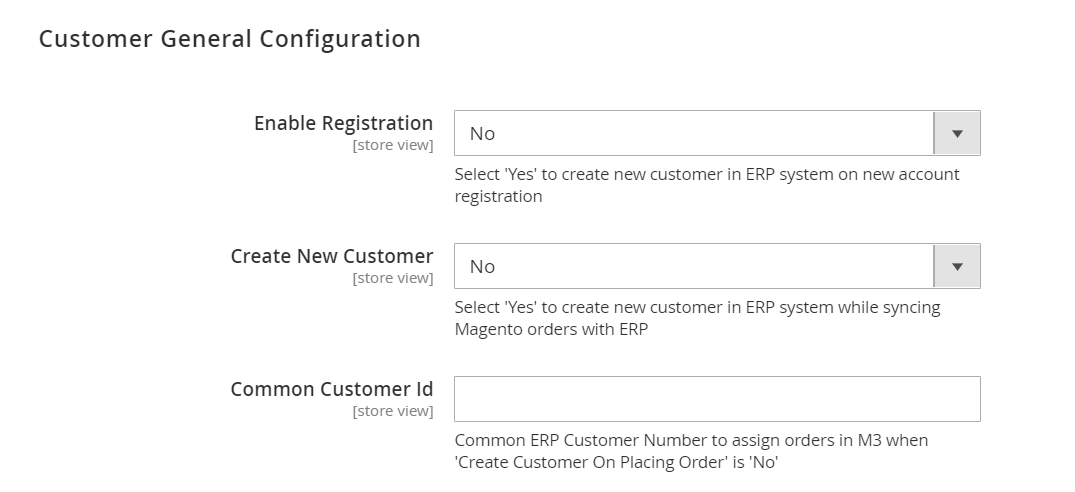 Customer General Configuration
Enable Registration
[store view]
No
Select 'Yes' to create new customer in ERP system on new account
registration
Create New Customer
[store view]
No
Select 'Yes' to create new customer in ERP system while syncing
Magento orders with ERP
Common Customer Id
[store view]
Common ERP Customer Number to assign orders in M3 when
'Create Customer On Placing Order' is 'No'